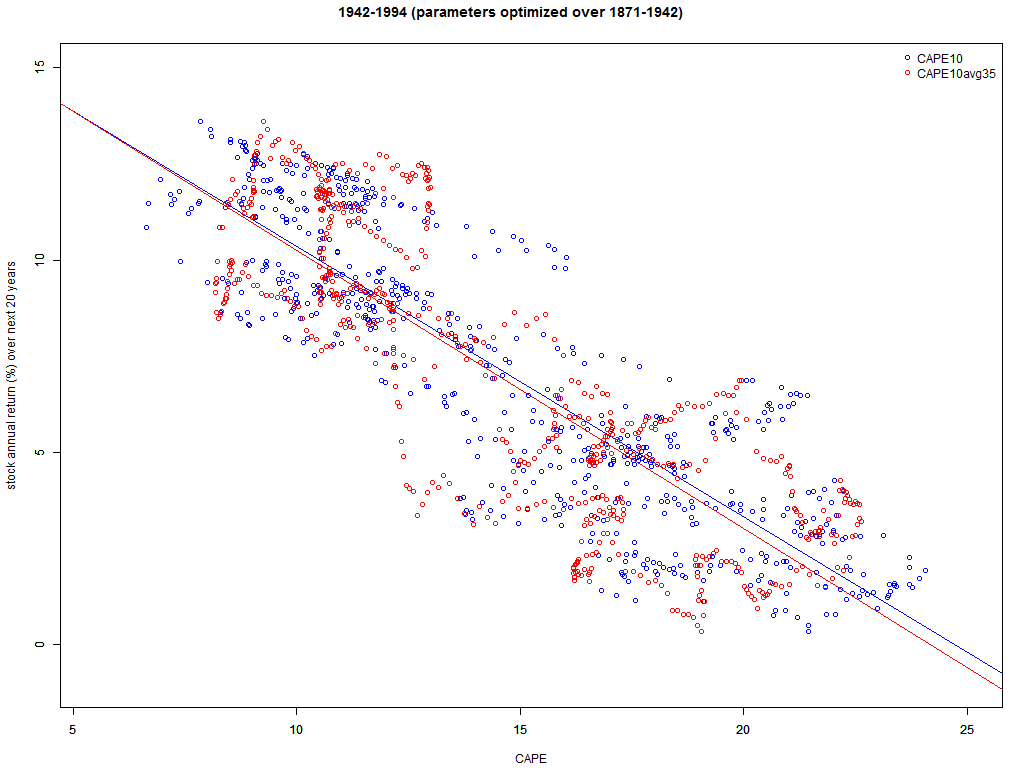 1942-1994 (parameters optimized over 1871-1942)
CAPE10
CAPE10avg35
stock annual return (%) over next 20 years
15
10
5
0
5 10 15 20 25
CAPE